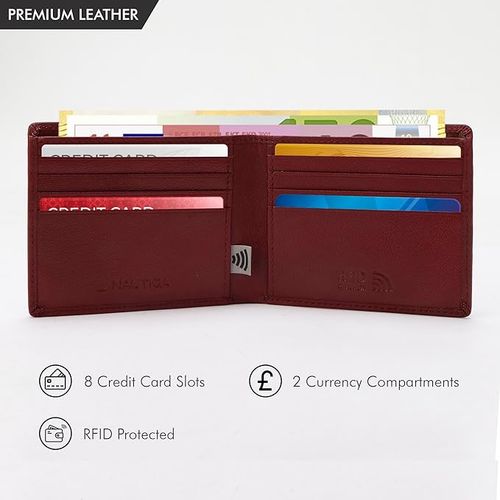 PREMIUM LEATHER
CREDIT CARD
CREDIT CARD
NAUTICA
RFID
8 Credit Card Slots
2 Currency Compartments
RFID Protected